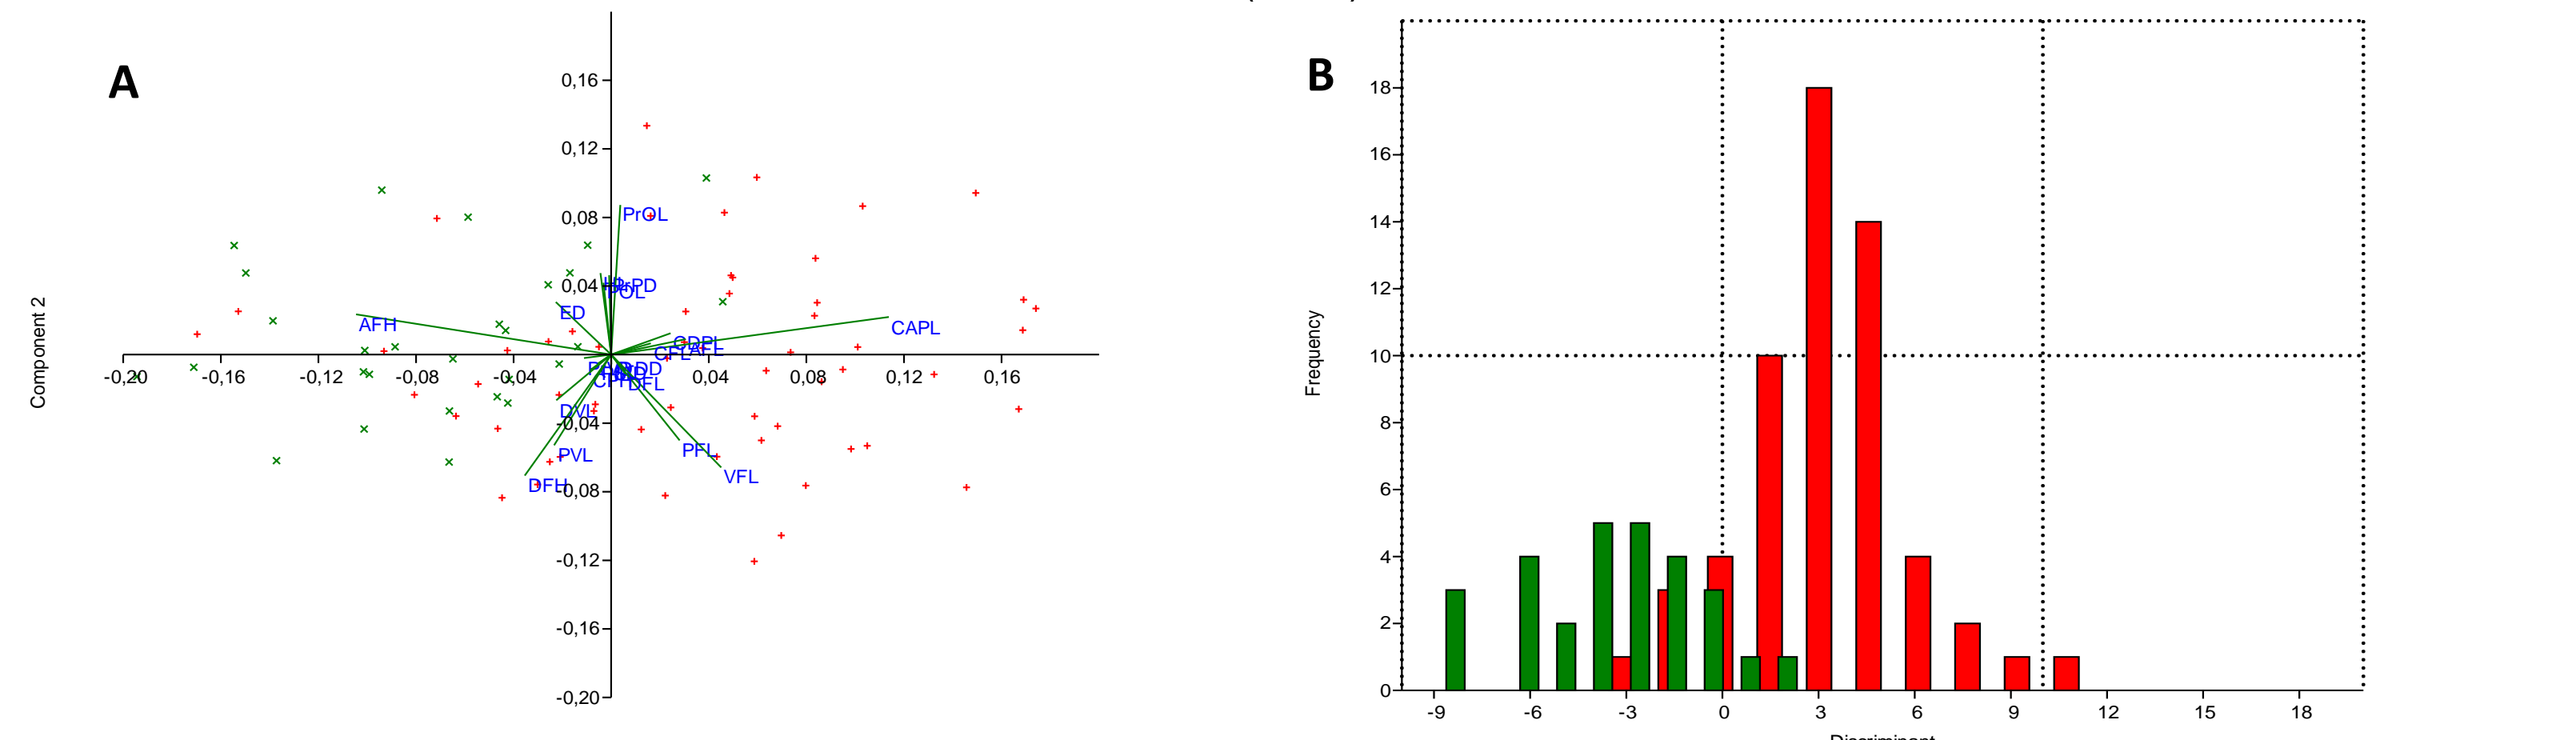 A
Component 2
0,16
0,12
0,08
0,04
-0,20 -0,16 -0,12 -0,08 -0,04 0,04 0,08 0,12 0,16
-0,04
-0,08
-0,12
-0,16
-0,20
PrOL
PrPD
POL
ED
AFH
CAPL
CDPL
AFL
CFL
DFL
DVL
PVL
DFH
PFL
VFL
B
Frequency
18
16
14
12
10
8
6
4
2
0
-9 -6 -3 0 3 6 9 12 15 18
Discriminant